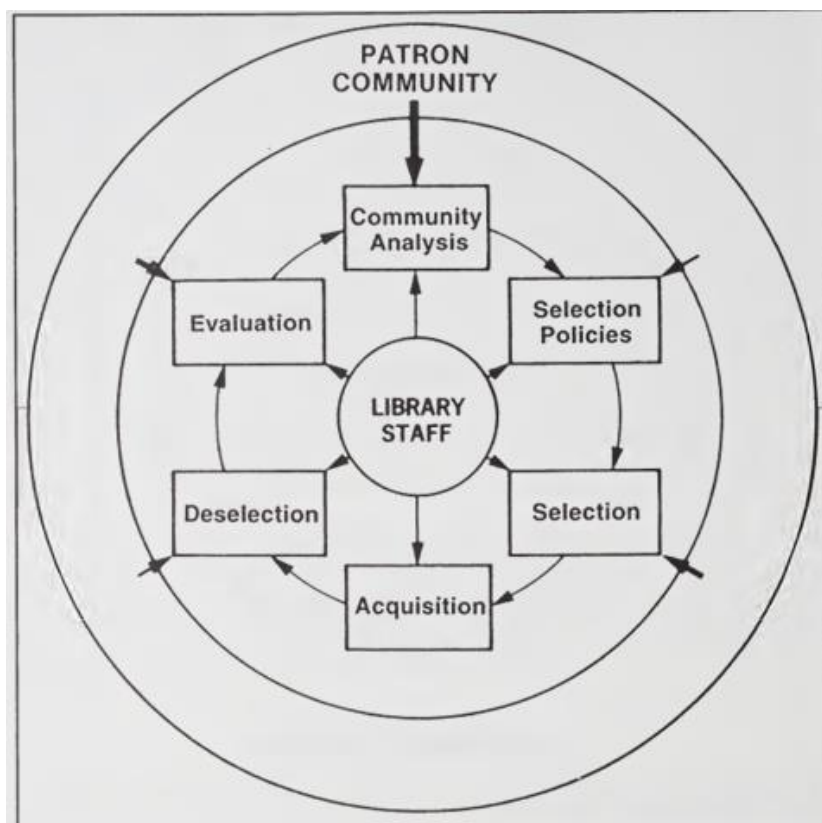 PATRON
COMMUNITY
Community
Analysis
Evaluation
Selection
Policies
LIBRARY
STAFF
Deselection
Selection
Acquisition